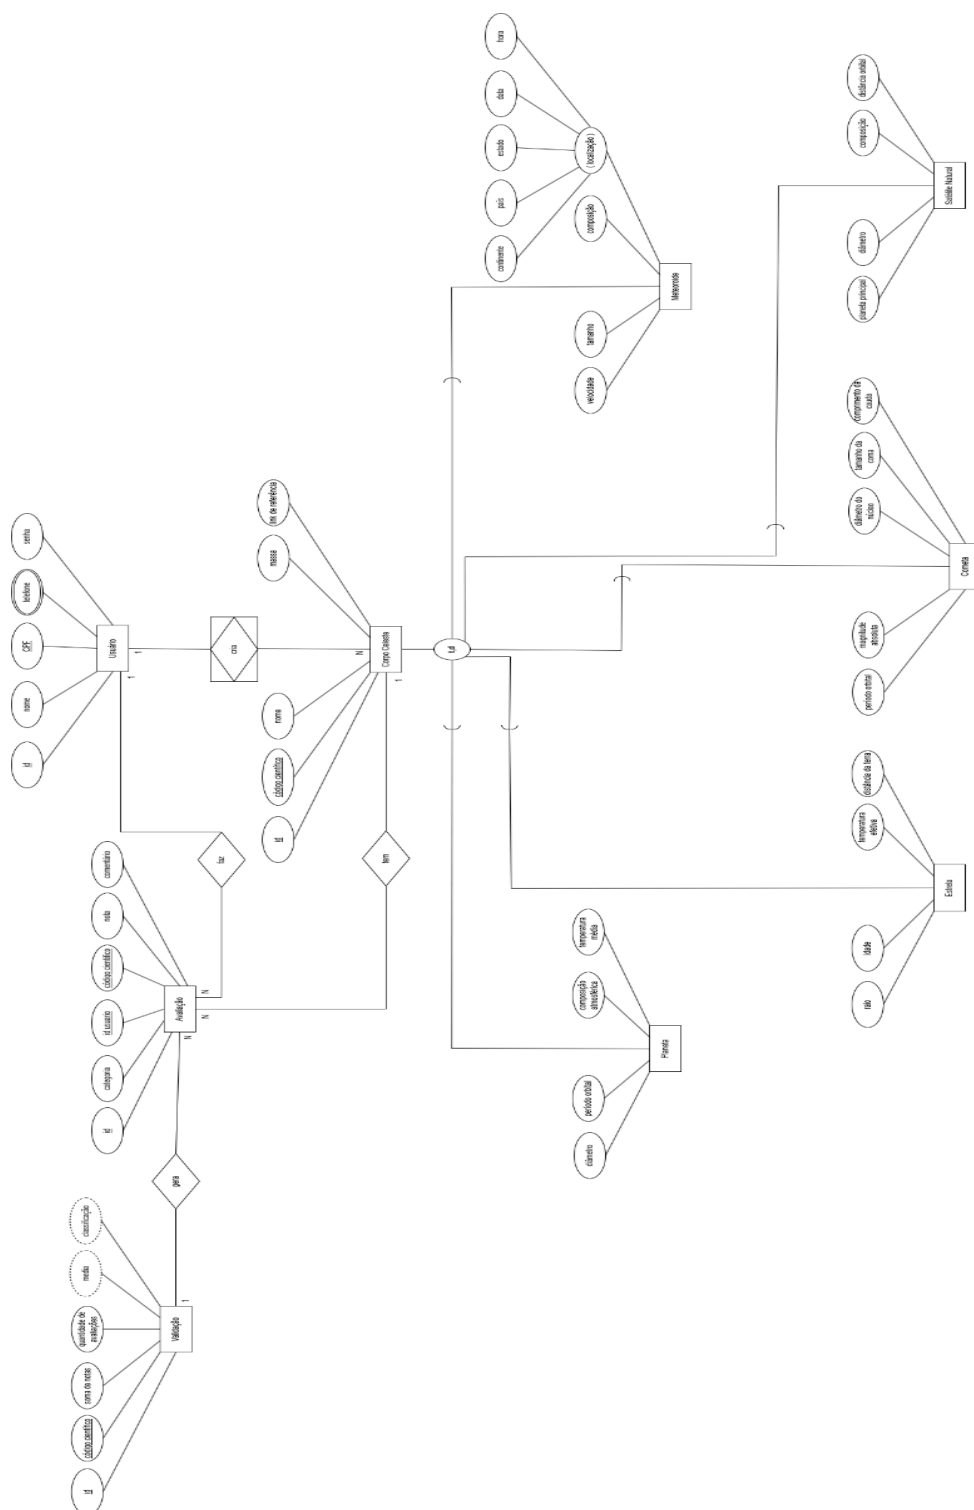 id
nome
CPF
telefone
senha
Usuário
1
1
id
código científico
soma de notas
quantidade de
avaliações
media
classificação
Validação
1
gera
id
categoria
id usuário
código científico
nota
comentário
Avaliação
N
N
N
faz
cria
N
id
código científico
nome
massa
link de referência
Corpo Celeste
1
tem
t,d
continente
país
estado
data
hora
( localização )
velocidade
tamanho
composição
Meteoroide
diâmetro
período orbital
composição
atmosférica
temperatura
média
Planeta
raio
idade
temperatura
efetiva
distância da terra
Estrela
período orbital
magnitude
absoluta
diâmetro do
núcleo
tamanho da
coma
comprimento da
cauda
Cometa
planeta principal
diâmetro
composição
distância orbital
Satélite Natural